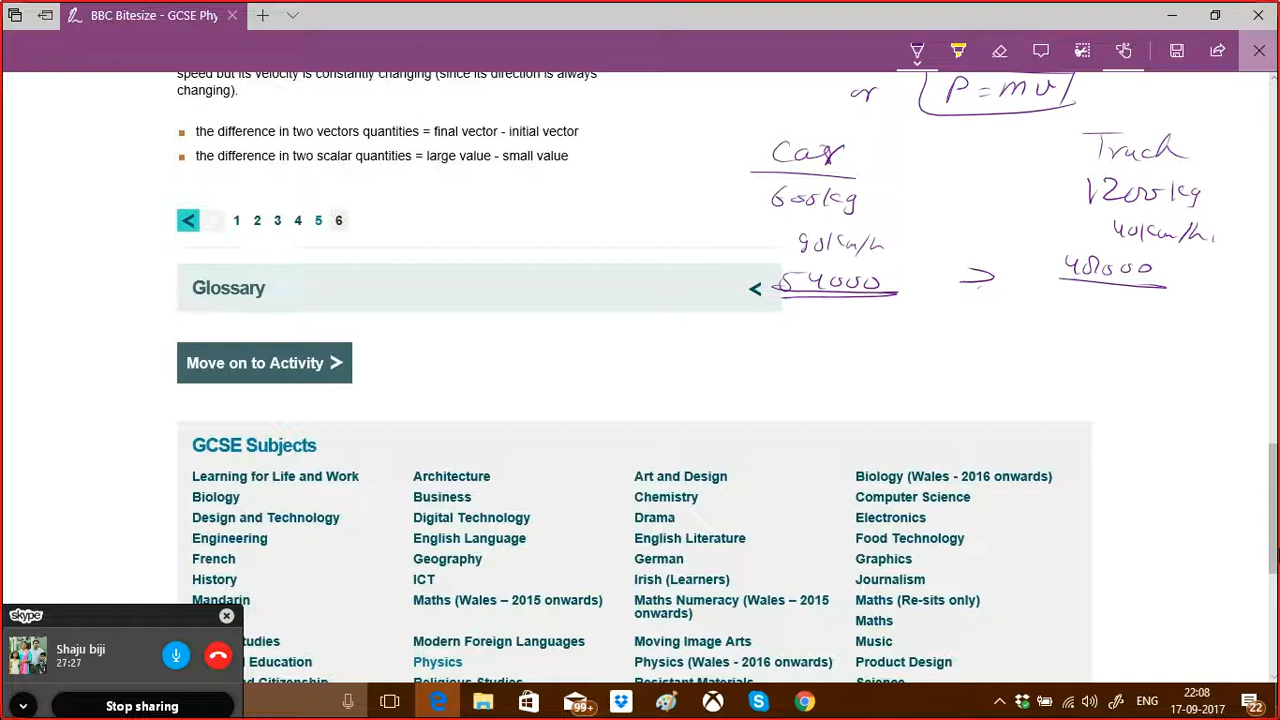 BBC Bitesize - GCSE Phy
speed but its velocity is constantly changing (since its direction is always
changing).
or P = mv
the difference in two vectors quantities = final vector - initial vector
the difference in two scalar quantities = large value - small value
Car
600kg
90km/h
54000
Truck
1200kg
40km/h
48000
< 1 2 3 4 5 6
Glossary <
Move on to Activity >
GCSE Subjects
Learning for Life and Work Architecture Art and Design Biology (Wales - 2016 onwards)
Biology Business Chemistry Computer Science
Design and Technology Digital Technology Drama Electronics
Engineering English Language English Literature Food Technology
French Geography German Graphics
History ICT Irish (Learners) Journalism
Mandarin Maths (Wales – 2015 onwards) Maths Numeracy (Wales – 2015
onwards) Maths (Re-sits only)
Maths
Studies Modern Foreign Languages Moving Image Arts Music
Education Physics Physics (Wales - 2016 onwards) Product Design
skype
Shaju biji
27:27
Stop sharing
99+
ENG
22:08
17-09-2017
22